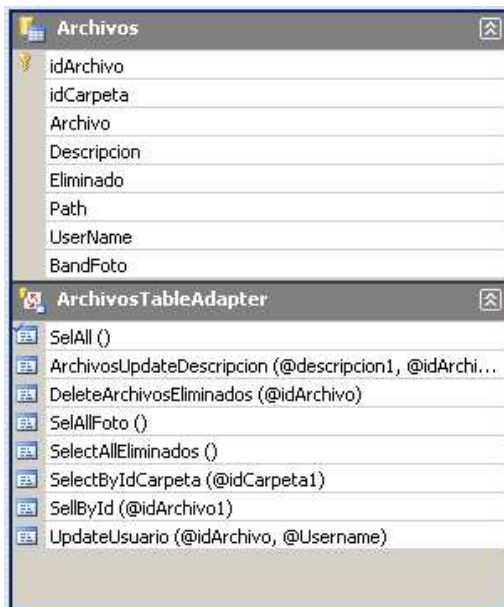 Archivos
idArchivo
idCarpeta
Archivo
Descripcion
Eliminado
Path
UserName
BandFoto
ArchivosTableAdapter
SelAll ()
ArchivosUpdateDescripcion (@descripcion1, @idArchi...
DeleteArchivosEliminados (@idArchivo)
SelAllFoto ()
SelectAllEliminados ()
SelectByIdCarpeta (@idCarpeta1)
SellById (@idArchivo1)
UpdateUsuario (@idArchivo, @Username)